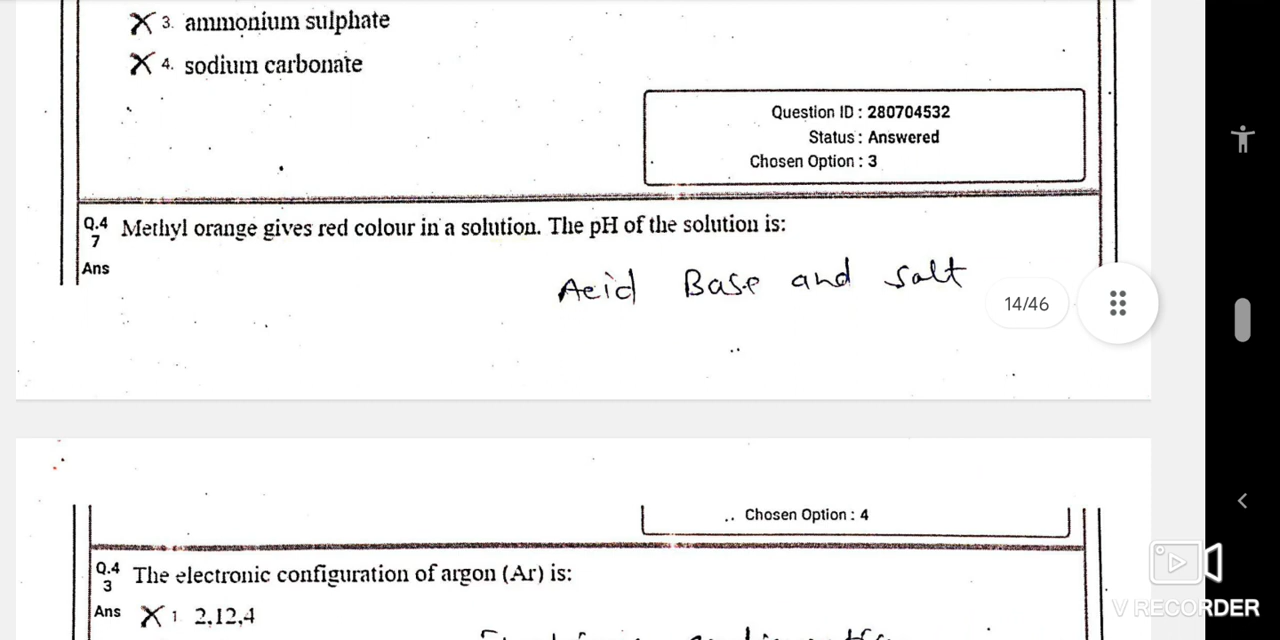 X 3. ammonium sulphate
X 4. sodium carbonate
Question ID : 280704532
Status : Answered
Chosen Option : 3
Q.4 Methyl orange gives red colour in a solution. The pH of the solution is:
7
Ans
Acid Base and Salt
14/46
Chosen Option : 4
Q.4 The electronic configuration of argon (Ar) is:
3
Ans X 1 2,12,4
V RECORDER